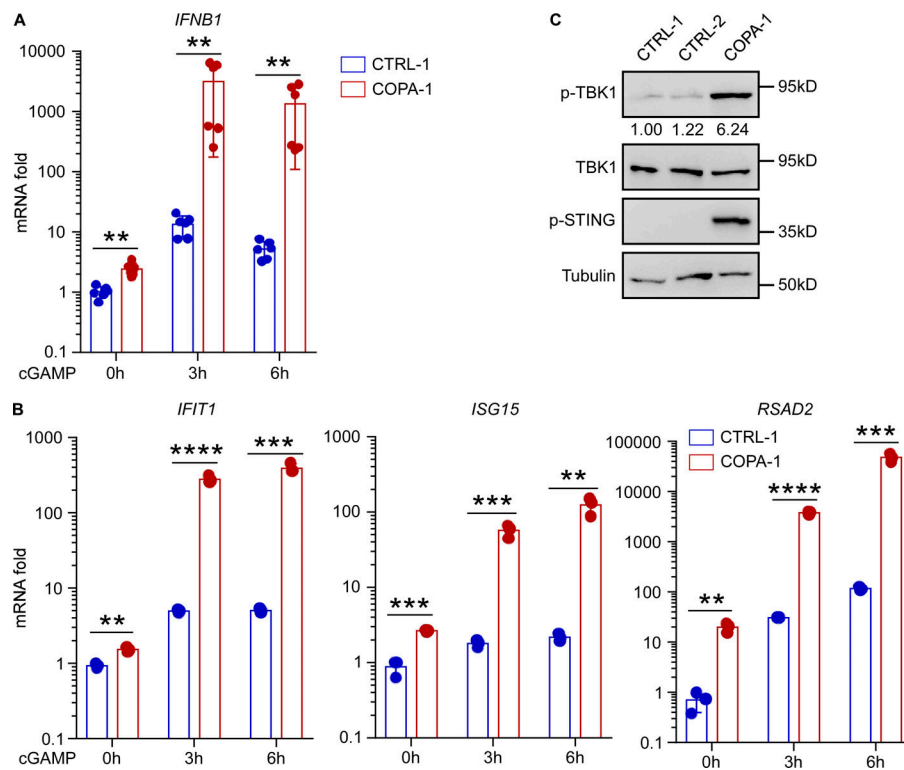 A
IFNB1
10000
1000
100
10
1
0.1
mRNA fold
**
**
**
cGAMP 0h 3h 6h
CTRL-1
COPA-1
C
CTRL-1 CTRL-2 COPA-1
p-TBK1 95kD
1.00 1.22 6.24
TBK1 95kD
p-STING 35kD
Tubulin 50kD
B
IFIT1
1000
100
10
1
0.1
mRNA fold
**
****
***
cGAMP 0h 3h 6h
ISG15
1000
100
10
1
0.1
***
***
**
0h 3h 6h
RSAD2
100000
10000
1000
100
10
1
0.1
CTRL-1
COPA-1
**
****
***
0h 3h 6h